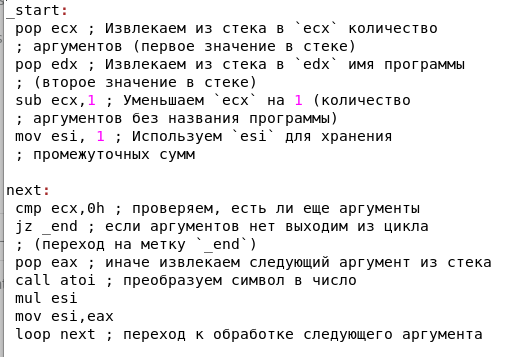 _start:
pop ecx ; Извлекаем из стека в `ecx` количество
; аргументов (первое значение в стеке)
pop edx ; Извлекаем из стека в `edx` имя программы
; (второе значение в стеке)
sub ecx,1 ; Уменьшаем `ecx` на 1 (количество
; аргументов без названия программы)
mov esi, 1 ; Используем `esi` для хранения
; промежуточных сумм
next:
cmp ecx,0h ; проверяем, есть ли еще аргументы
jz _end ; если аргументов нет выходим из цикла
; (переход на метку `_end`)
pop eax ; иначе извлекаем следующий аргумент из стека
call atoi ; преобразуем символ в число
mul esi
mov esi,eax
loop next ; переход к обработке следующего аргумента